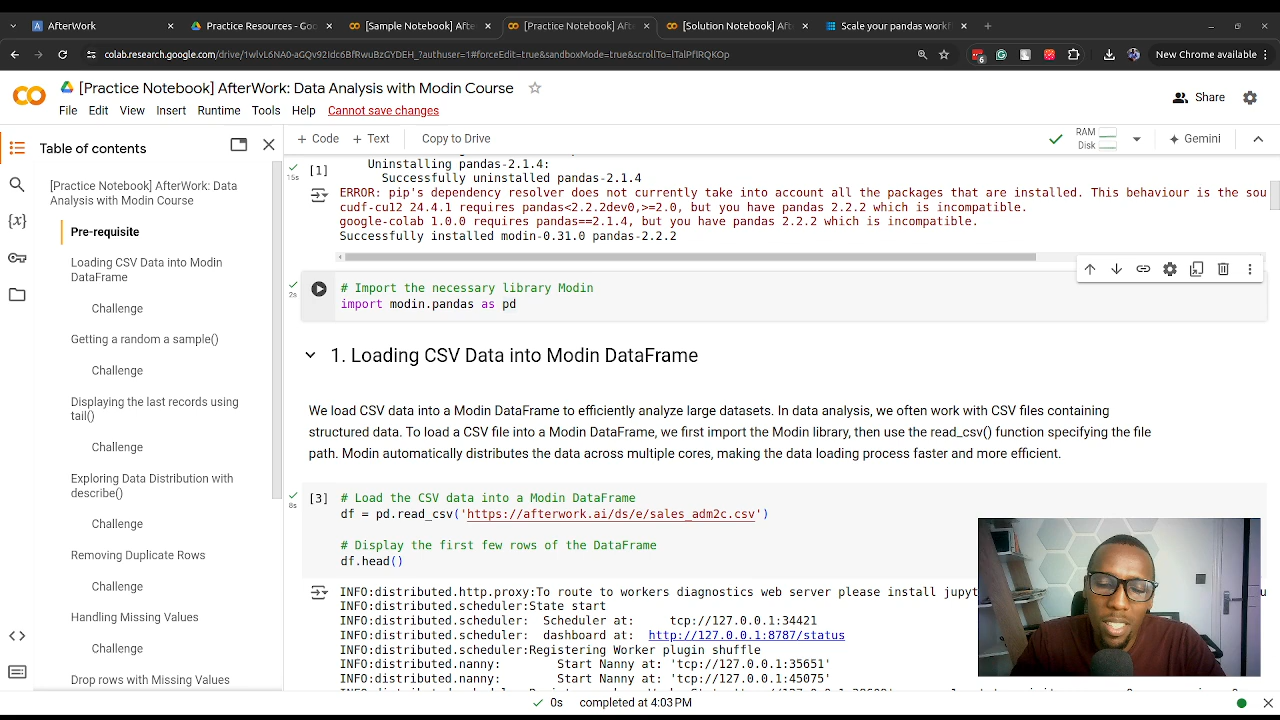 AfterWork
Practice Resources - Goo
[Sample Notebook] Afte
[Practice Notebook] Aft
[Solution Notebook] Aft
Scale your pandas workf
colab.research.google.com/drive/1wlvL6NA0-aGQv92Idc6BfRwuBzGYDEH_?authuser=1#forceEdit=true&sandboxMode=true&scrollTo=lTalPfIRQKOp
6
New Chrome available
[Practice Notebook] AfterWork: Data Analysis with Modin Course
File Edit View Insert Runtime Tools Help Cannot save changes
Share
Table of contents
+ Code + Text Copy to Drive
RAM
Disk
Gemini
[Practice Notebook] AfterWork: Data
Analysis with Modin Course
Pre-requisite
Loading CSV Data into Modin
DataFrame
Challenge
Getting a random a sample()
Challenge
Displaying the last records using
tail()
Challenge
Exploring Data Distribution with
describe()
Challenge
Removing Duplicate Rows
Challenge
Handling Missing Values
Challenge
Drop rows with Missing Values
[1]
15s
Uninstalling pandas-2.1.4:
Successfully uninstalled pandas-2.1.4
ERROR: pip's dependency resolver does not currently take into account all the packages that are installed. This behaviour is the sou
cudf-cu12 24.4.1 requires pandas<2.2.2dev0,>=2.0, but you have pandas 2.2.2 which is incompatible.
google-colab 1.0.0 requires pandas==2.1.4, but you have pandas 2.2.2 which is incompatible.
Successfully installed modin-0.31.0 pandas-2.2.2
2s
# Import the necessary library Modin
import modin.pandas as pd
1. Loading CSV Data into Modin DataFrame
We load CSV data into a Modin DataFrame to efficiently analyze large datasets. In data analysis, we often work with CSV files containing
structured data. To load a CSV file into a Modin DataFrame, we first import the Modin library, then use the read_csv() function specifying the file
path. Modin automatically distributes the data across multiple cores, making the data loading process faster and more efficient.
[3]
8s
# Load the CSV data into a Modin DataFrame
df = pd.read_csv('https://afterwork.ai/ds/e/sales_adm2c.csv')
# Display the first few rows of the DataFrame
df.head()
INFO:distributed.http.proxy:To route to workers diagnostics web server please install jupyt
INFO:distributed.scheduler:State start
INFO:distributed.scheduler: Scheduler at: tcp://127.0.0.1:34421
INFO:distributed.scheduler: dashboard at: http://127.0.0.1:8787/status
INFO:distributed.scheduler:Registering Worker plugin shuffle
INFO:distributed.nanny: Start Nanny at: 'tcp://127.0.0.1:35651'
INFO:distributed.nanny: Start Nanny at: 'tcp://127.0.0.1:45075'
0s completed at 4:03 PM